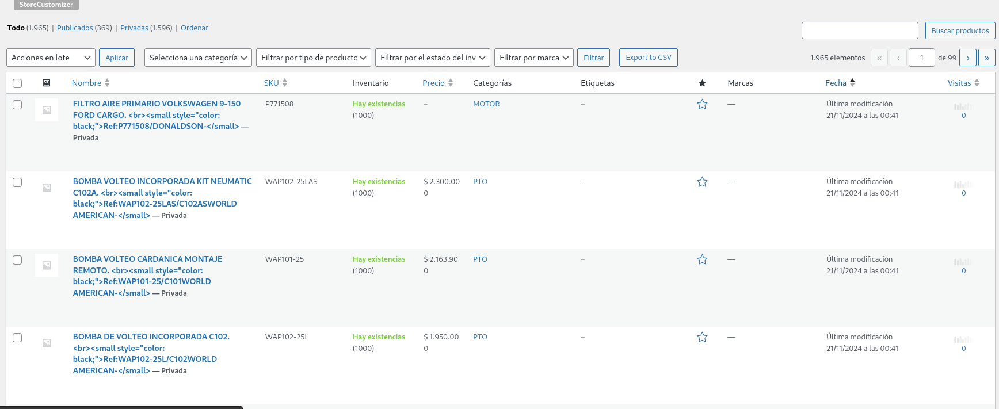 StoreCustomizer
Todo (1.965) | Publicados (369) | Privadas (1.596) | Ordenar
Buscar productos
Acciones en lote Aplicar Selecciona una categoría Filtrar por tipo de producto Filtrar por el estado del inv Filtrar por marca Filtrar Export to CSV 1.965 elementos « ‹ 1 de 99 › »
Nombre SKU Inventario Precio Categorías Etiquetas ★ Marcas Fecha Visitas
FILTRO AIRE PRIMARIO VOLKSWAGEN 9-150 P771508 Hay existencias – MOTOR – — Última modificación
FORD CARGO. <br><small style="color: (1000) 21/11/2024 a las 00:41 0
black;">Ref:P771508/DONALDSON-</small> —
Privada
BOMBA VOLTEO INCORPORADA KIT NEUMATIC WAP102-25LAS Hay existencias $ 2.300.00 PTO – — Última modificación
C102A. <br><small style="color: (1000) 0 21/11/2024 a las 00:41 0
black;">Ref:WAP102-25LAS/C102ASWORLD
AMERICAN-</small> — Privada
BOMBA VOLTEO CARDANICA MONTAJE WAP101-25 Hay existencias $ 2.163.90 PTO – — Última modificación
REMOTO. <br><small style="color: (1000) 0 21/11/2024 a las 00:41 0
black;">Ref:WAP101-25/C101WORLD
AMERICAN-</small> — Privada
BOMBA DE VOLTEO INCORPORADA C102. WAP102-25L Hay existencias $ 1.950.00 PTO – — Última modificación
<br><small style="color: (1000) 0 21/11/2024 a las 00:41 0
black;">Ref:WAP102-25L/C102WORLD
AMERICAN-</small> — Privada